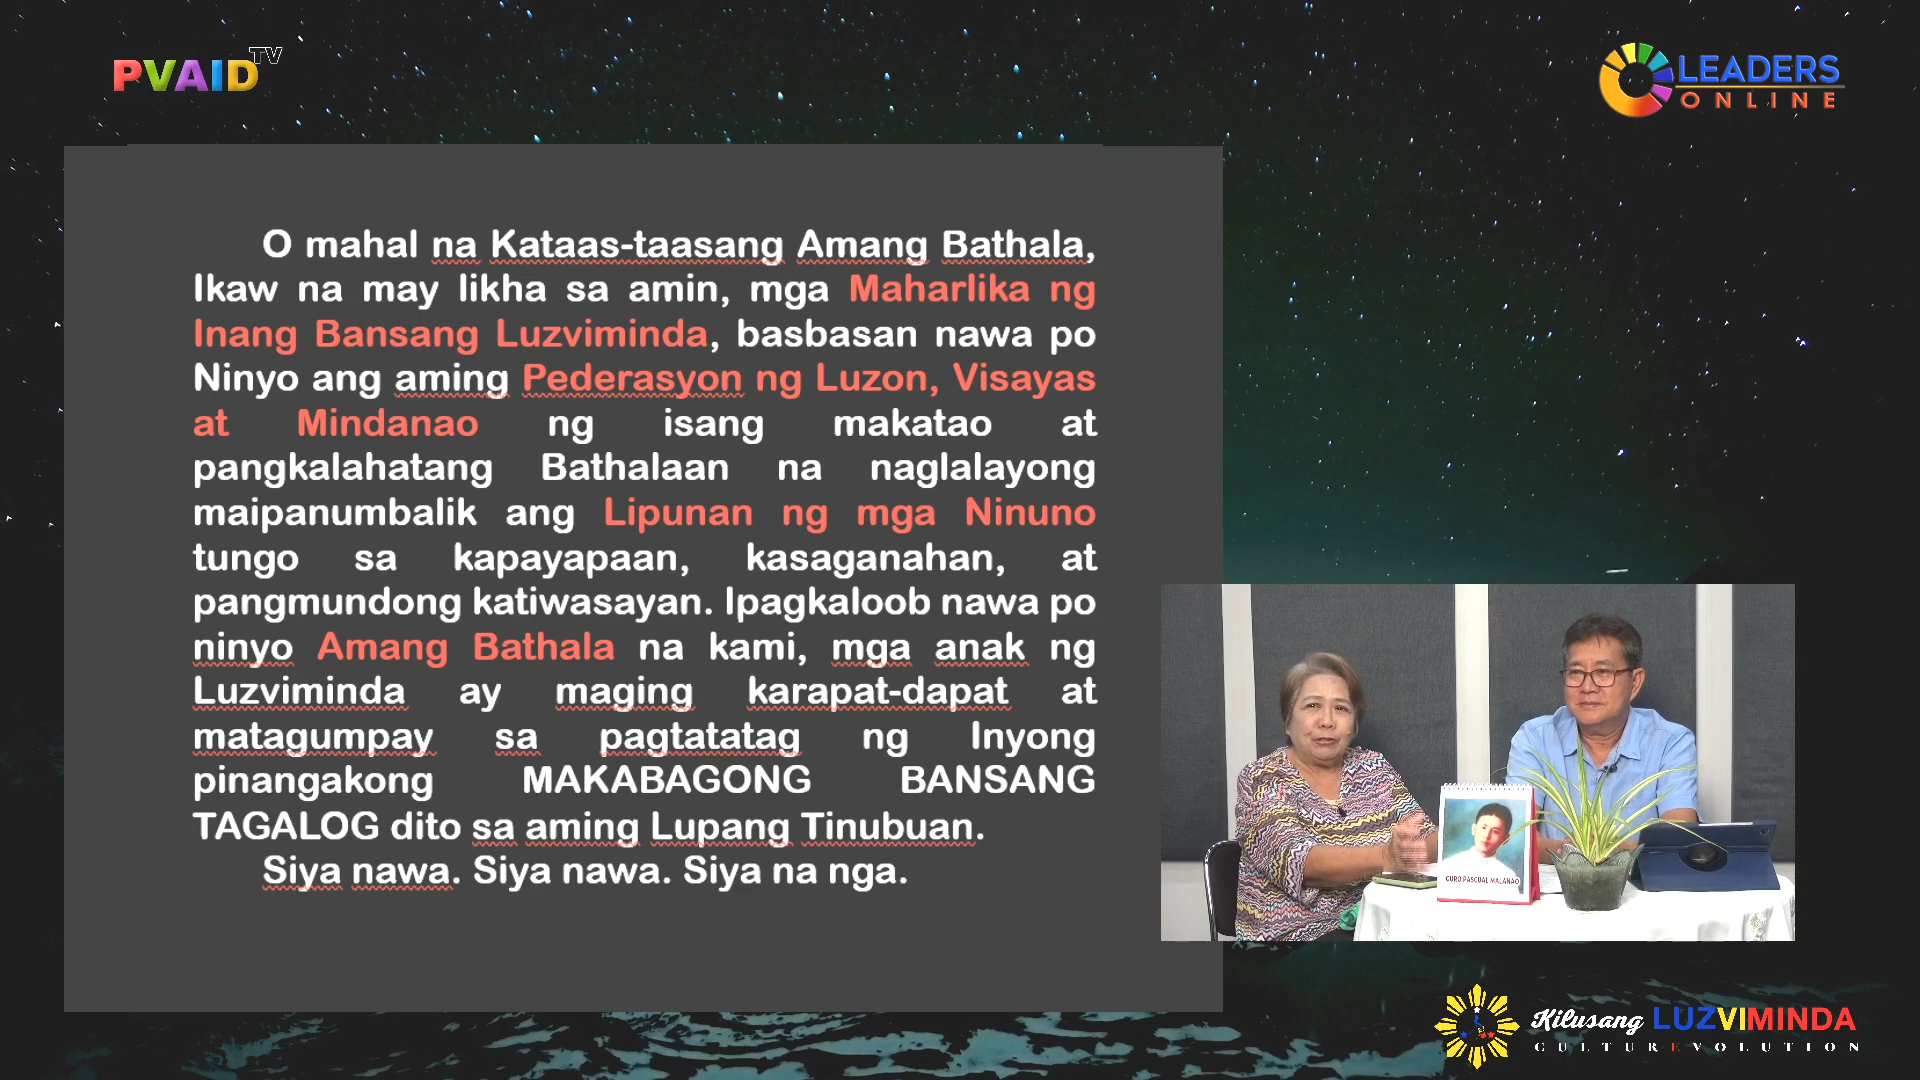 PVAID TV
LEADERS
ONLINE
O mahal na Kataas-taasang Amang Bathala,
Ikaw na may likha sa amin, mga Maharlika ng
Inang Bansang Luzviminda, basbasan nawa po
Ninyo ang aming Pederasyon ng Luzon, Visayas
at Mindanao ng isang makatao at
pangkalahatang Bathalaan na naglalayong
maipanumbalik ang Lipunan ng mga Ninuno
tungo sa kapayapaan, kasaganahan, at
pangmundong katiwasayan. Ipagkaloob nawa po
ninyo Amang Bathala na kami, mga anak ng
Luzviminda ay maging karapat-dapat at
matagumpay sa pagtatatag ng Inyong
pinangakong MAKABAGONG BANSANG
TAGALOG dito sa aming Lupang Tinubuan.
Siya nawa. Siya nawa. Siya na nga.
GURO PASCUAL MALANAO
Kilusang LUZVIMINDA
CULTUREVOLUTION